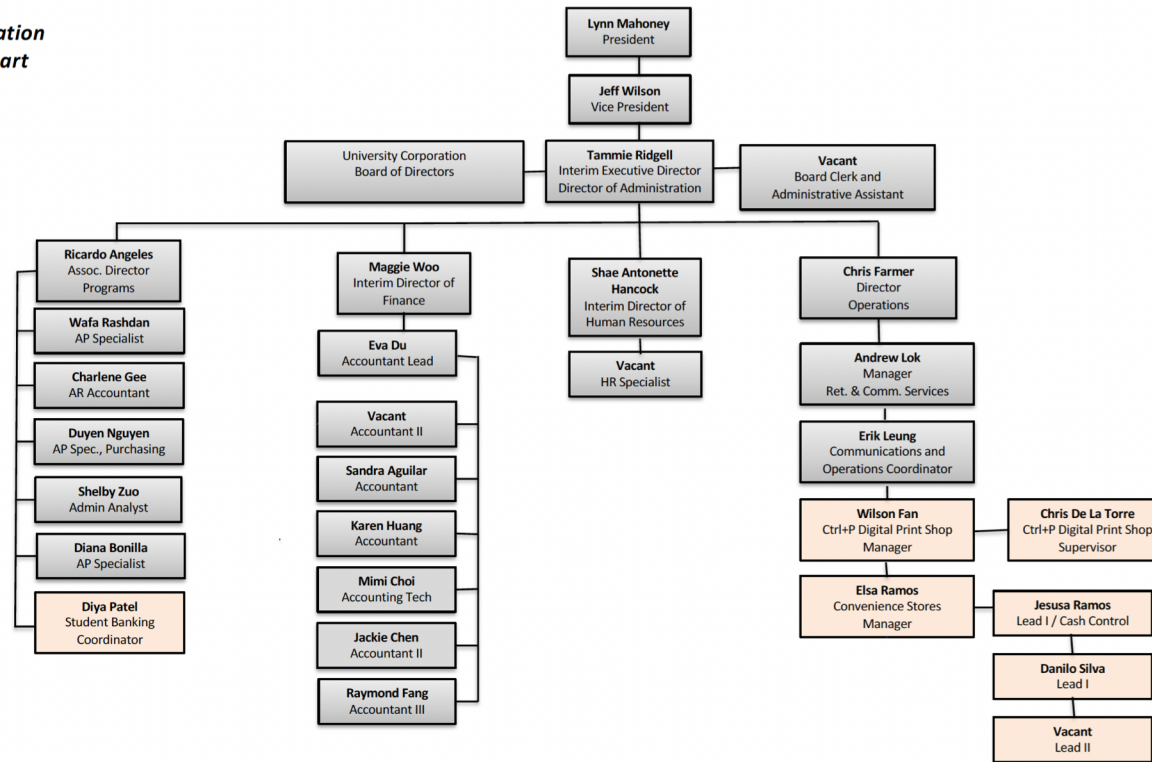 ation
art
Lynn Mahoney
President
Jeff Wilson
Vice President
University Corporation
Board of Directors
Tammie Ridgell
Interim Executive Director
Director of Administration
Vacant
Board Clerk and
Administrative Assistant
Ricardo Angeles
Assoc. Director
Programs
Wafa Rashdan
AP Specialist
Charlene Gee
AR Accountant
Duyen Nguyen
AP Spec., Purchasing
Shelby Zuo
Admin Analyst
Diana Bonilla
AP Specialist
Diya Patel
Student Banking
Coordinator
Maggie Woo
Interim Director of
Finance
Eva Du
Accountant Lead
Vacant
Accountant II
Sandra Aguilar
Accountant
Karen Huang
Accountant
Mimi Choi
Accounting Tech
Jackie Chen
Accountant II
Raymond Fang
Accountant III
Shae Antonette
Hancock
Interim Director of
Human Resources
Vacant
HR Specialist
Chris Farmer
Director
Operations
Andrew Lok
Manager
Ret. & Comm. Services
Erik Leung
Communications and
Operations Coordinator
Wilson Fan
Ctrl+P Digital Print Shop
Manager
Chris De La Torre
Ctrl+P Digital Print Shop
Supervisor
Elsa Ramos
Convenience Stores
Manager
Jesusa Ramos
Lead I / Cash Control
Danilo Silva
Lead I
Vacant
Lead II